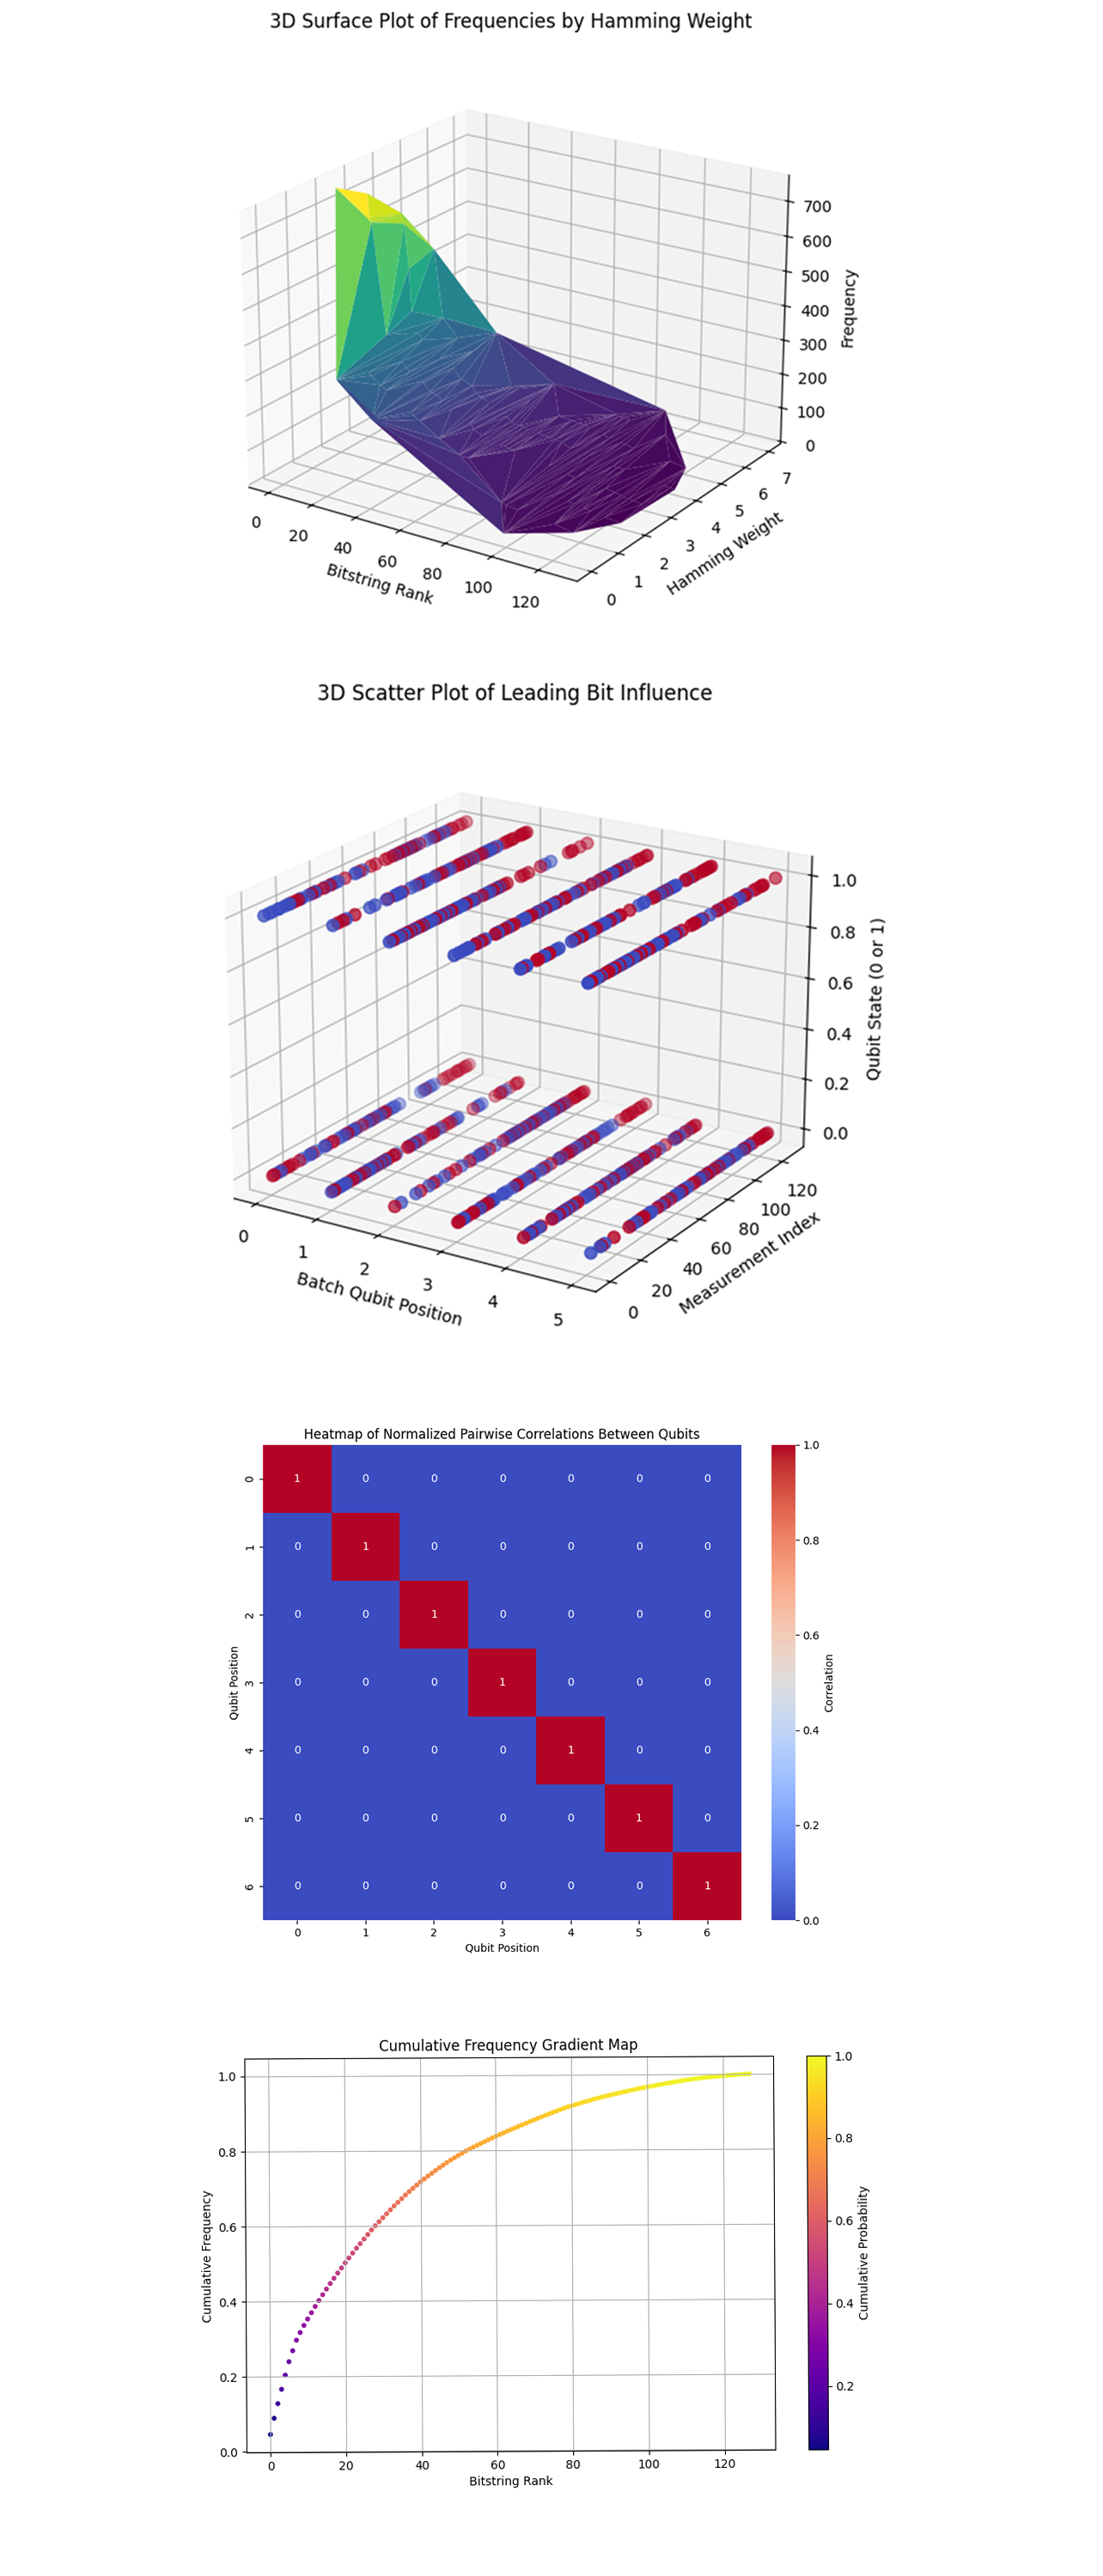 3D Surface Plot of Frequencies by Hamming Weight
700
600
500
400
300
200
100
0
Frequency
0
20
40
60
80
100
120
Bitstring Rank
0
1
2
3
4
5
6
7
Hamming Weight
3D Scatter Plot of Leading Bit Influence
1.0
0.8
0.6
0.4
0.2
0.0
Qubit State (0 or 1)
0
1
2
3
4
5
Batch Qubit Position
0
20
40
60
80
100
120
Measurement Index
Heatmap of Normalized Pairwise Correlations Between Qubits
0 1 0 0 0 0 0 0
1 0 1 0 0 0 0 0
2 0 0 1 0 0 0 0
3 0 0 0 1 0 0 0
4 0 0 0 0 1 0 0
5 0 0 0 0 0 1 0
6 0 0 0 0 0 0 1
0 1 2 3 4 5 6
Qubit Position
Qubit Position
1.0
0.8
0.6
0.4
0.2
0.0
Correlation
Cumulative Frequency Gradient Map
1.0
0.8
0.6
0.4
0.2
0.0
Cumulative Frequency
0 20 40 60 80 100 120
Bitstring Rank
1.0
0.8
0.6
0.4
0.2
Cumulative Probability